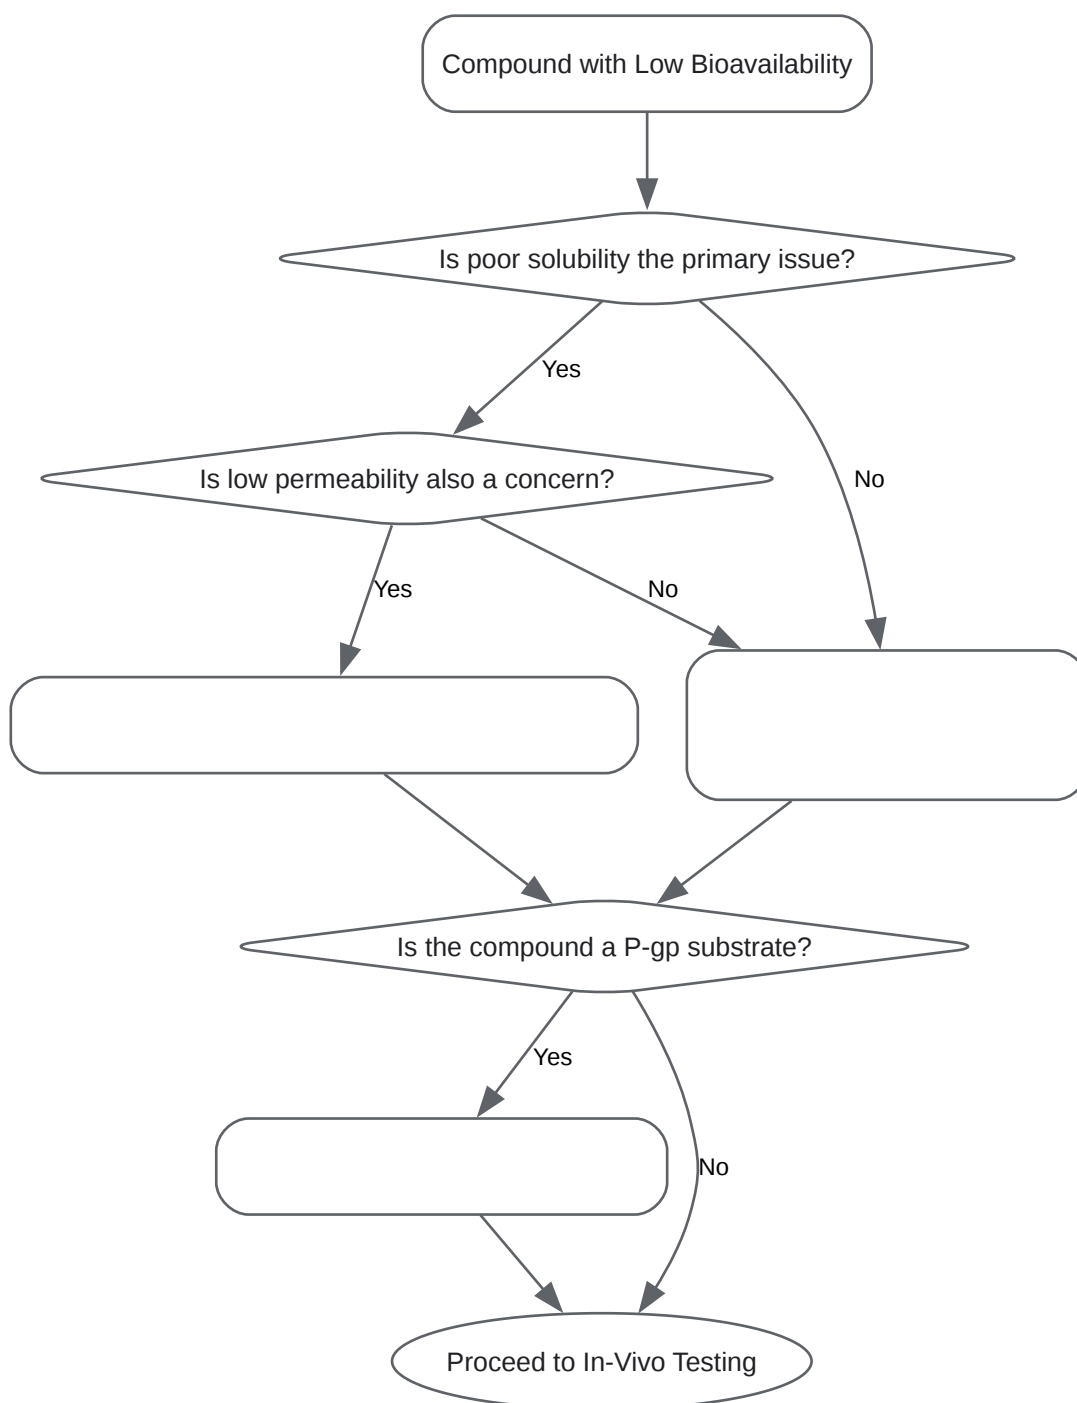 Compound with Low Bioavailability
Is poor solubility the primary issue?
Yes
Is low permeability also a concern?
No
Yes
No
Is the compound a P-gp substrate?
Yes
No
Proceed to In-Vivo Testing